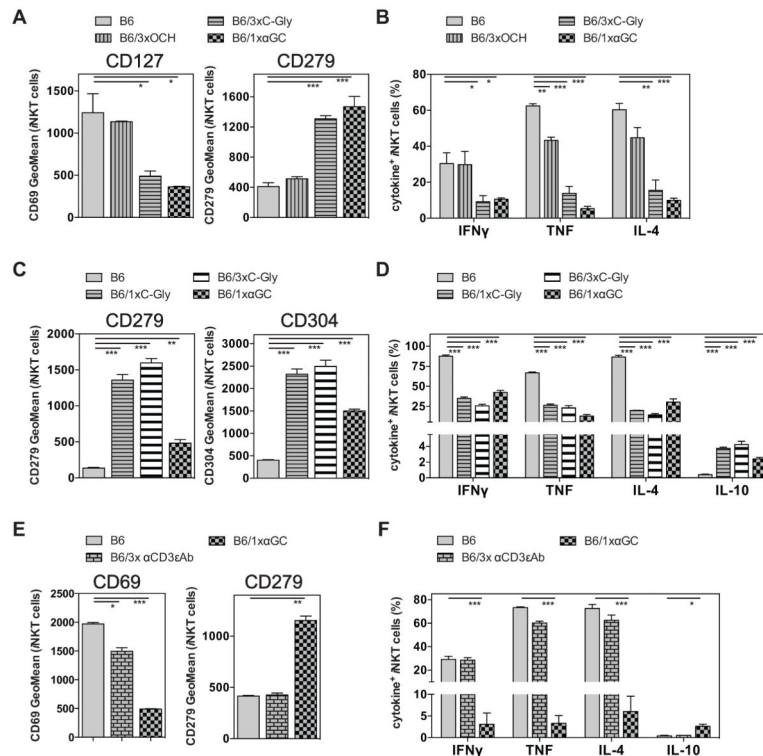 A
B6
B6/3xC-Gly
B6/3xOCH
B6/1xαGC
CD127
CD279
CD69 GeoMean (iNKT cells)
1500
1000
500
0
*
*
CD279 GeoMean (iNKT cells)
1600
1200
800
400
0
***
***
B
B6
B6/3xC-Gly
B6/3xOCH
B6/1xαGC
cytokine+ iNKT cells (%)
80
60
40
20
0
*
*
**
***
***
**
***
IFNγ
TNF
IL-4
C
B6
B6/3xC-Gly
B6/1xC-Gly
B6/1xαGC
CD279
CD304
CD279 GeoMean (iNKT cells)
2000
1500
1000
500
0
***
***
**
CD304 GeoMean (iNKT cells)
3000
2500
2000
1500
1000
500
0
***
***
***
D
B6
B6/3xC-Gly
B6/1xC-Gly
B6/1xαGC
cytokine+ iNKT cells (%)
100
75
50
25
6
4
2
0
*** *** ***
*** *** ***
*** *** ***
*** *** ***
IFNγ
TNF
IL-4
IL-10
E
B6
B6/1xαGC
B6/3x αCD3εAb
CD69
CD279
CD69 GeoMean (iNKT cells)
2500
2000
1500
1000
500
0
*
***
CD279 GeoMean (iNKT cells)
1000
500
0
**
F
B6
B6/1xαGC
B6/3x αCD3εAb
cytokine+ iNKT cells (%)
80
60
40
20
10
5
0
***
***
***
*
IFNγ
TNF
IL-4
IL-10